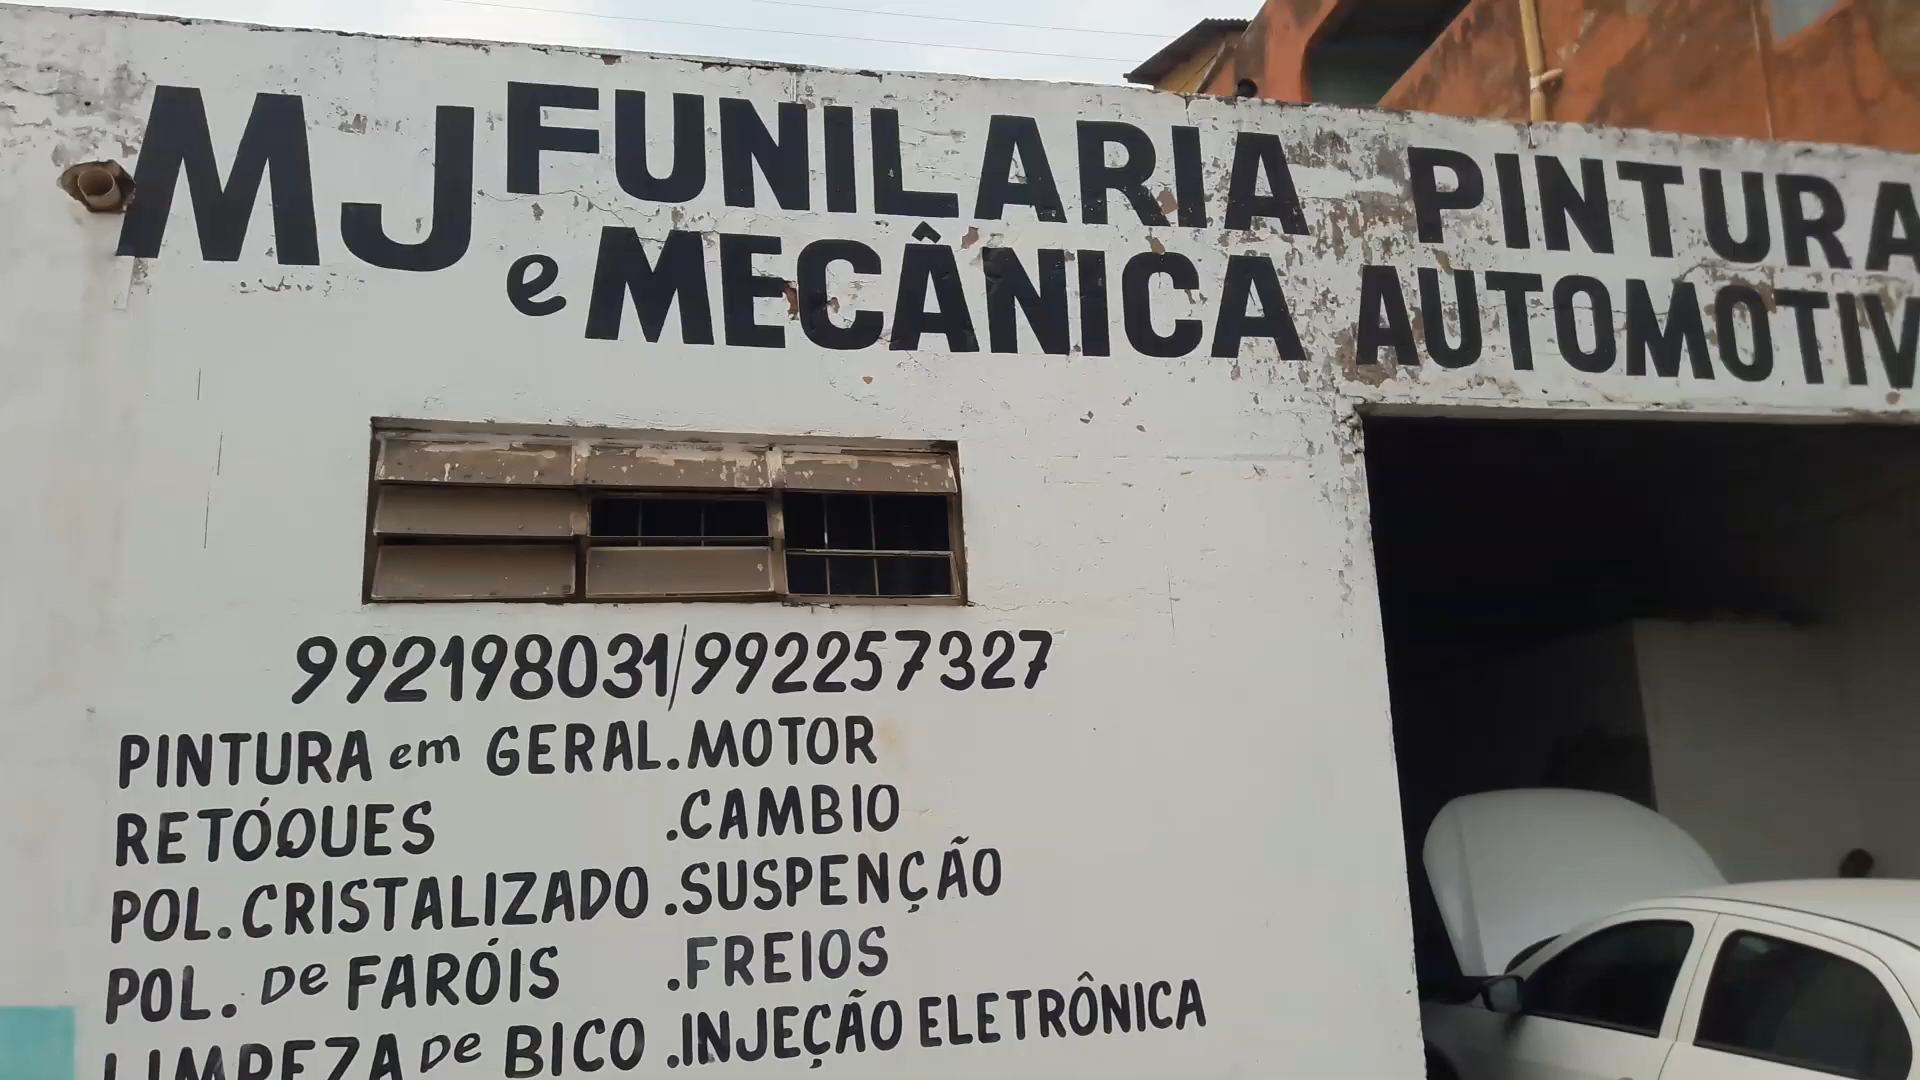 MJ FUNILARIA PINTURA
e MECÂNICA AUTOMOTIV
992198031/992257327
PINTURA em GERAL .MOTOR
RETÓQUES .CAMBIO
POL. CRISTALIZADO .SUSPENÇÃO
POL. De FARÓIS .FREIOS
LIMPEZA De BICO .INJEÇÃO ELETRÔNICA